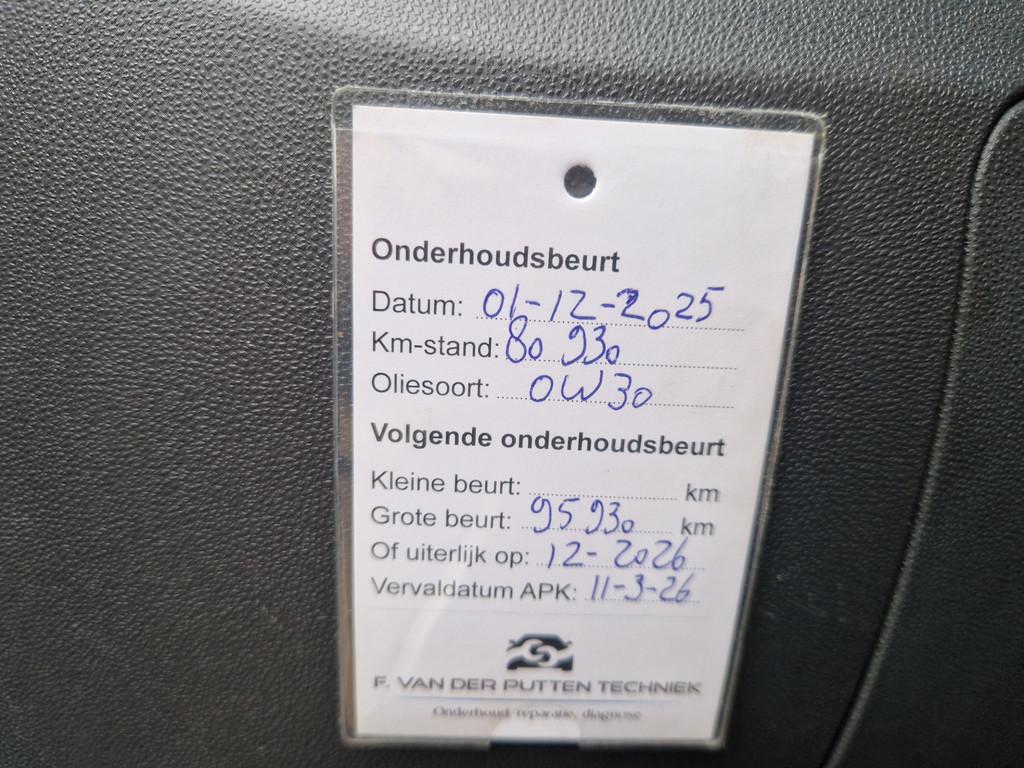 Onderhoudsbeurt
Datum: 01-12-2025
Km-stand: 80 930
Oliesoort: 0W30
Volgende onderhoudsbeurt
Kleine beurt: km
Grote beurt: 95 930 km
Of uiterlijk op: 12-2026
Vervaldatum APK: 11-3-26
F. VAN DER PUTTEN TECHNIEK
Onderhoud, reparatie, diagnose